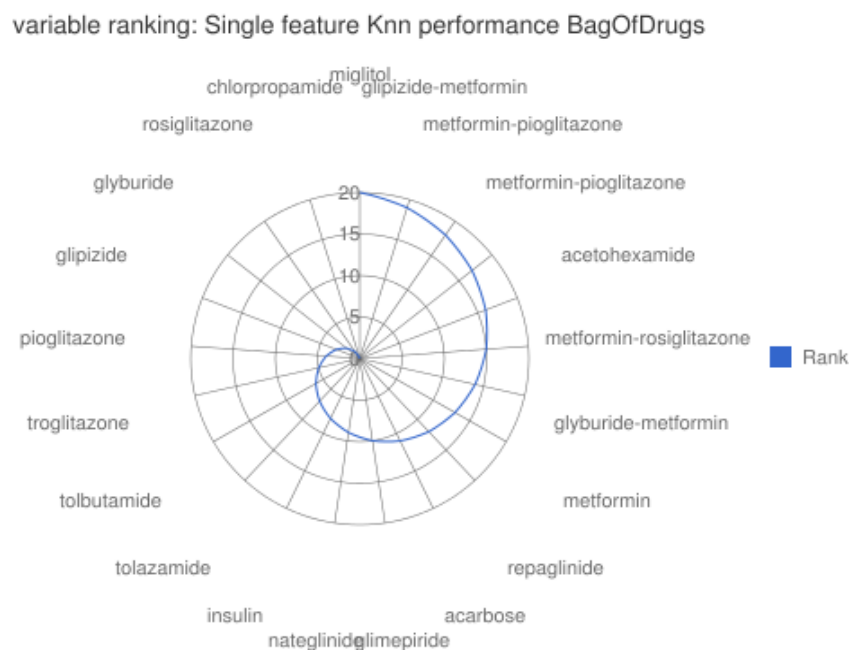 variable ranking: Single feature Knn performance BagOfDrugs
miglitol
chlorpropamide
glipizide-metformin
rosiglitazone
metformin-pioglitazone
glyburide
metformin-pioglitazone
20
15
glipizide
acetohexamide
10
5
pioglitazone
metformin-rosiglitazone
0
Rank
troglitazone
glyburide-metformin
tolbutamide
metformin
tolazamide
repaglinide
insulin
acarbose
nateglinide
glimepiride